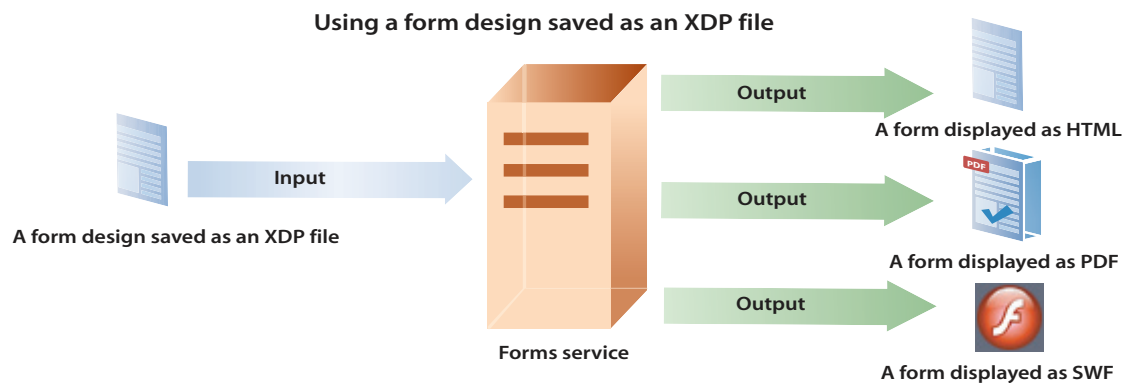 Using a form design saved as an XDP file
Output
A form displayed as HTML
Input
A form design saved as an XDP file
PDF
Output
A form displayed as PDF
Output
Forms service
A form displayed as SWF